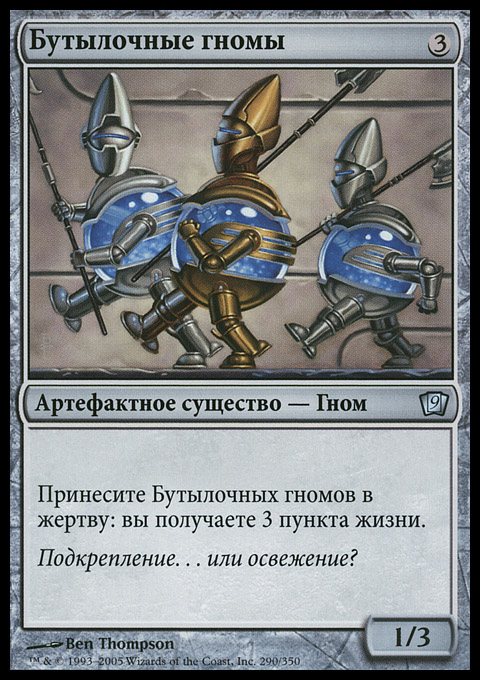 Бутылочные гномы
3
Артефактное существо — Гном
9
Принесите Бутылочных гномов в
жертву: вы получаете 3 пункта жизни.
Подкрепление. . . или освежение?
1/3
Ben Thompson
™ & © 1993–2005 Wizards of the Coast, Inc. 290/350